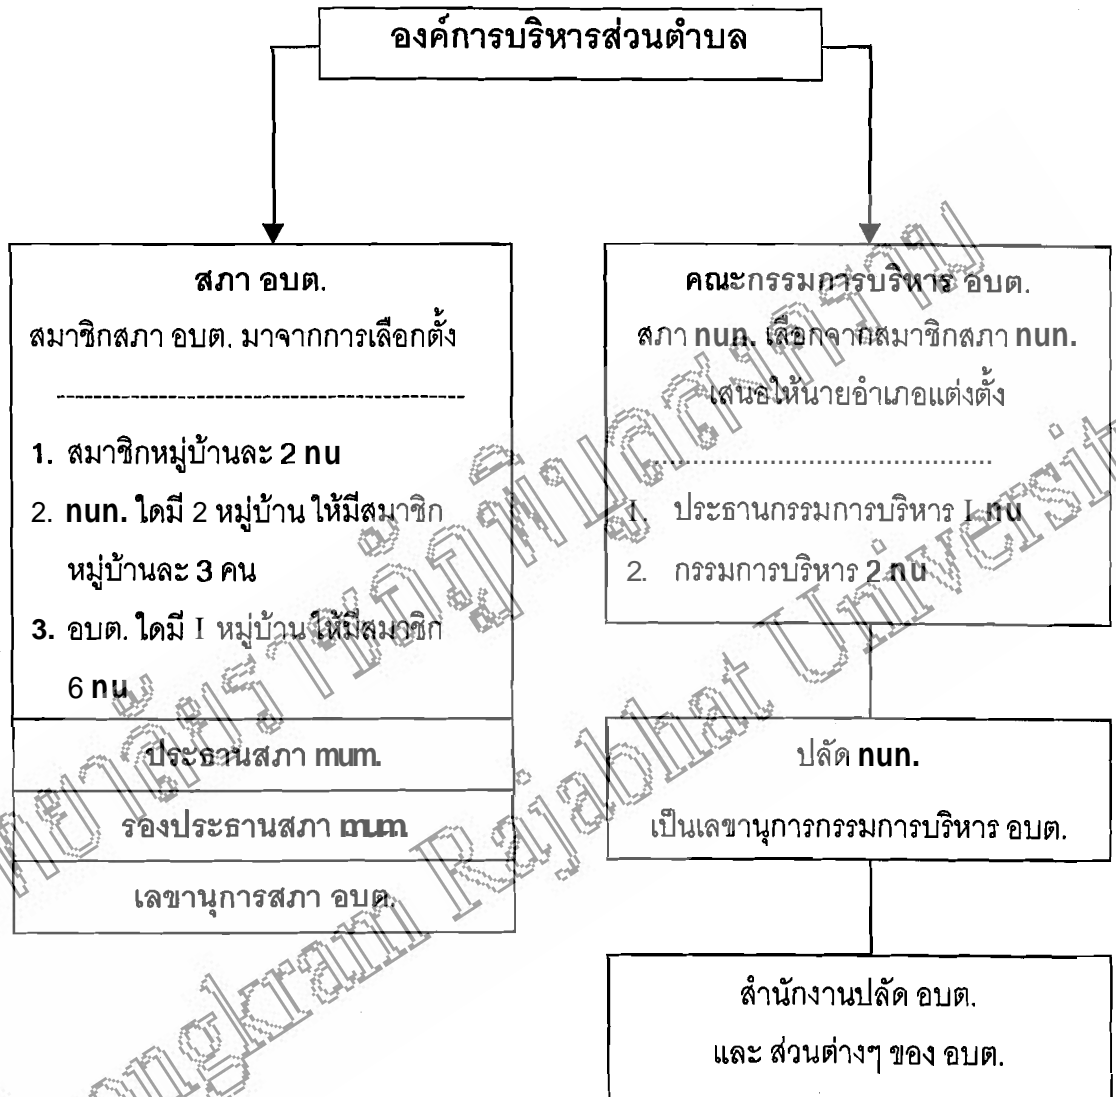 องค์การบริหารส่วนตำบล
สภา อบต.
สมาชิกสภา อบต. มาจากการเลือกตั้ง
1. สมาชิกหมู่บ้านละ 2 nu
2. nun. ใดมี 2 หมู่บ้าน ให้มีสมาชิก
หมู่บ้านละ 3 คน
3. อบต. ใดมี I หมู่บ้าน ให้มีสมาชิก
6 nu
ประธานสภา mum.
รองประธานสภา mum
เลขานุการสภา อบต.
คณะกรรมการบริหาร อบต.
สภา nun. เลือกจากสมาชิกสภา nun.
เสนอให้นายอำเภอแต่งตั้ง
I. ประธานกรรมการบริหาร I nu
2. กรรมการบริหาร 2 nu
ปลัด nun.
เป็นเลขานุการกรรมการบริหาร อบต.
สำนักงานปลัด อบต.
และ ส่วนต่างๆ ของ อบต.